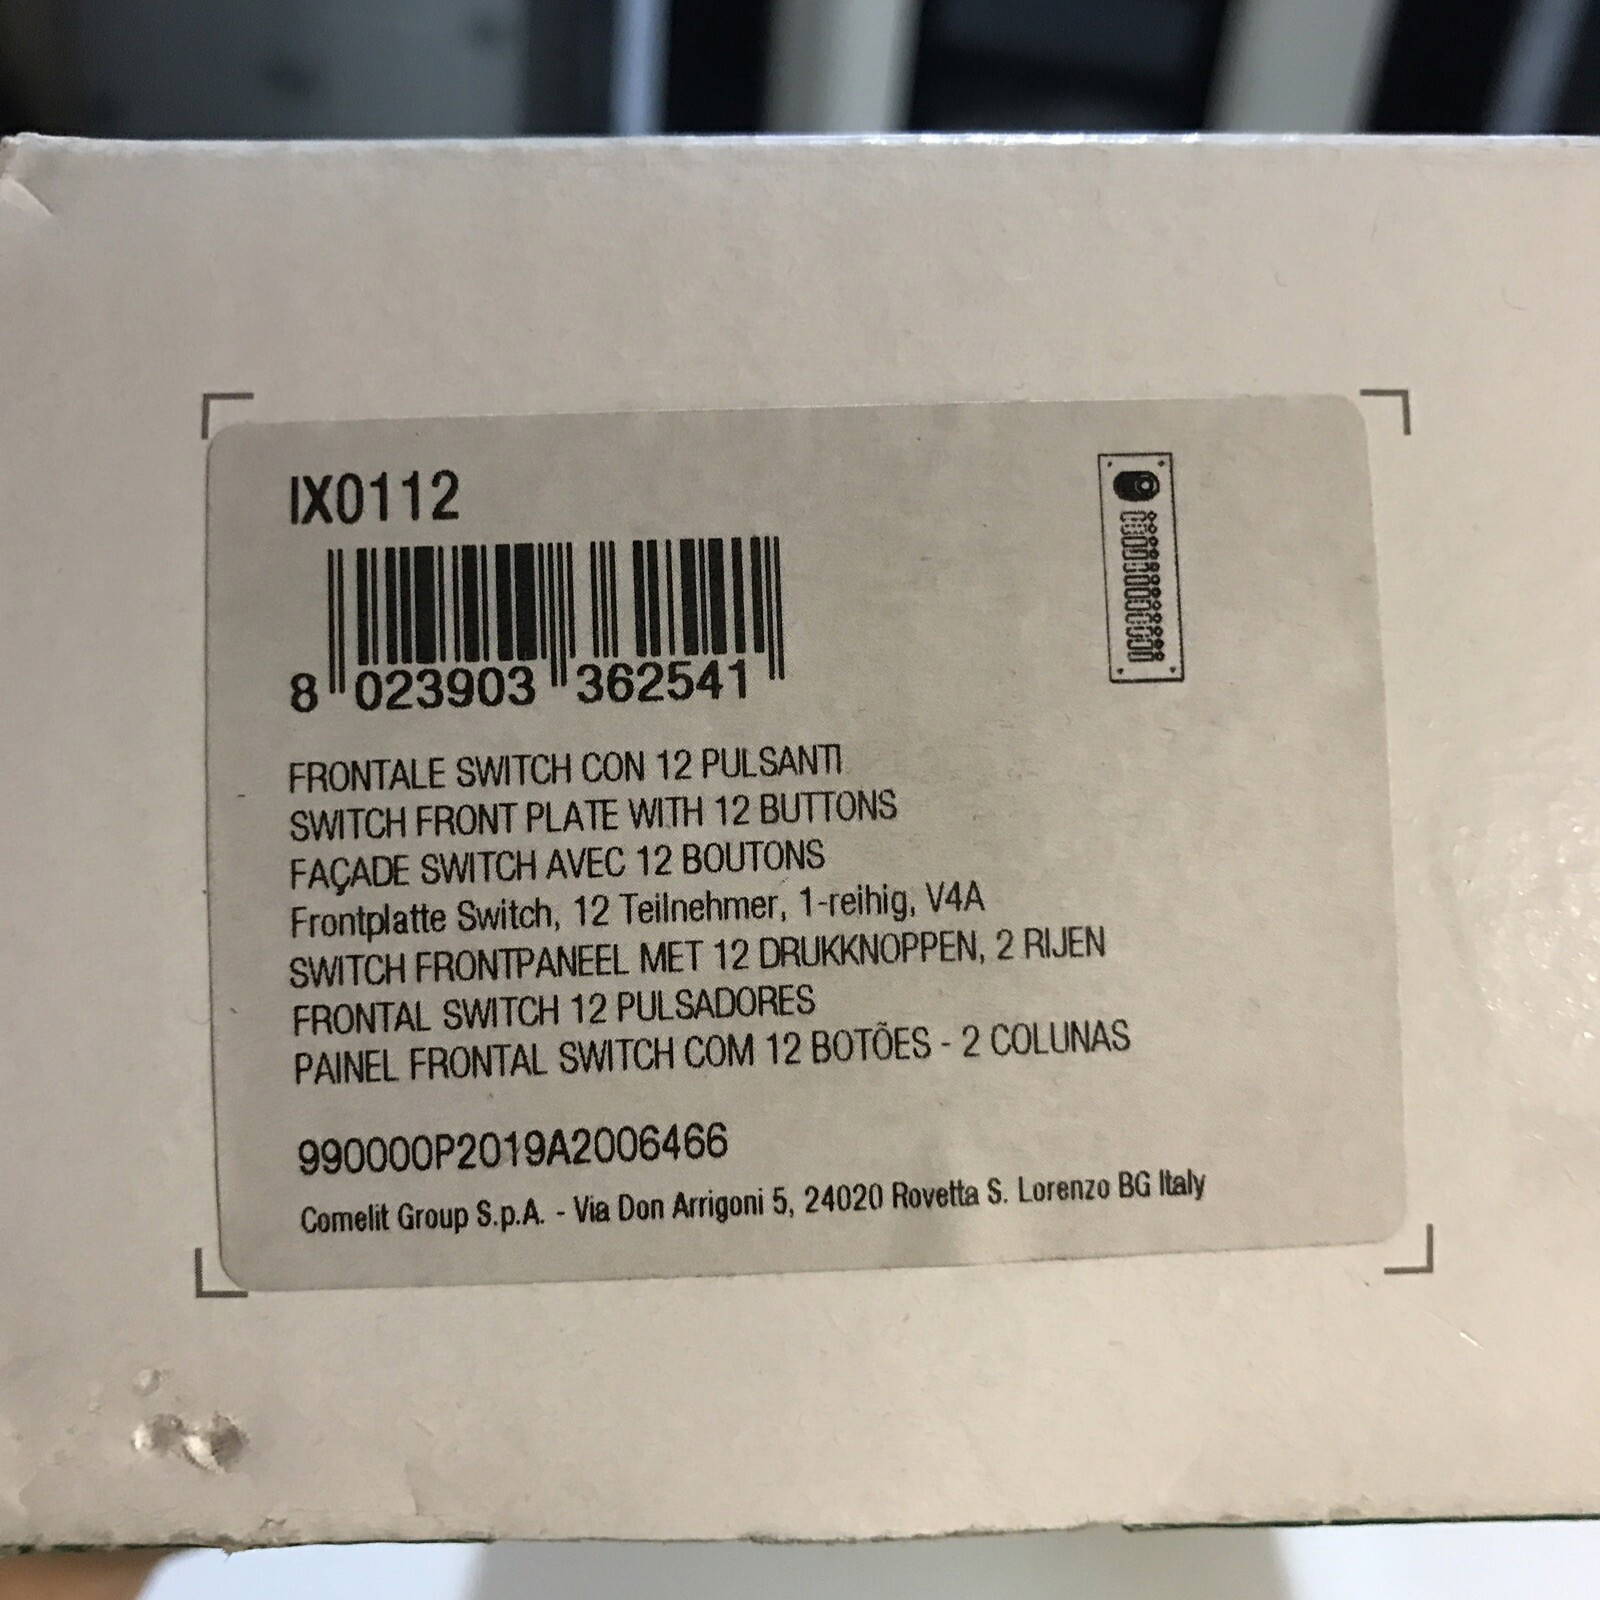 IX0112
8 023903 362541
FRONTALE SWITCH CON 12 PULSANTI
SWITCH FRONT PLATE WITH 12 BUTTONS
FAÇADE SWITCH AVEC 12 BOUTONS
Frontplatte Switch, 12 Teilnehmer, 1-reihig, V4A
SWITCH FRONTPANEEL MET 12 DRUKKNOPPEN, 2 RIJEN
FRONTAL SWITCH 12 PULSADORES
PAINEL FRONTAL SWITCH COM 12 BOTÕES - 2 COLUNAS
990000P2019A2006466
Comelit Group S.p.A. - Via Don Arrigoni 5, 24020 Rovetta S. Lorenzo BG Italy